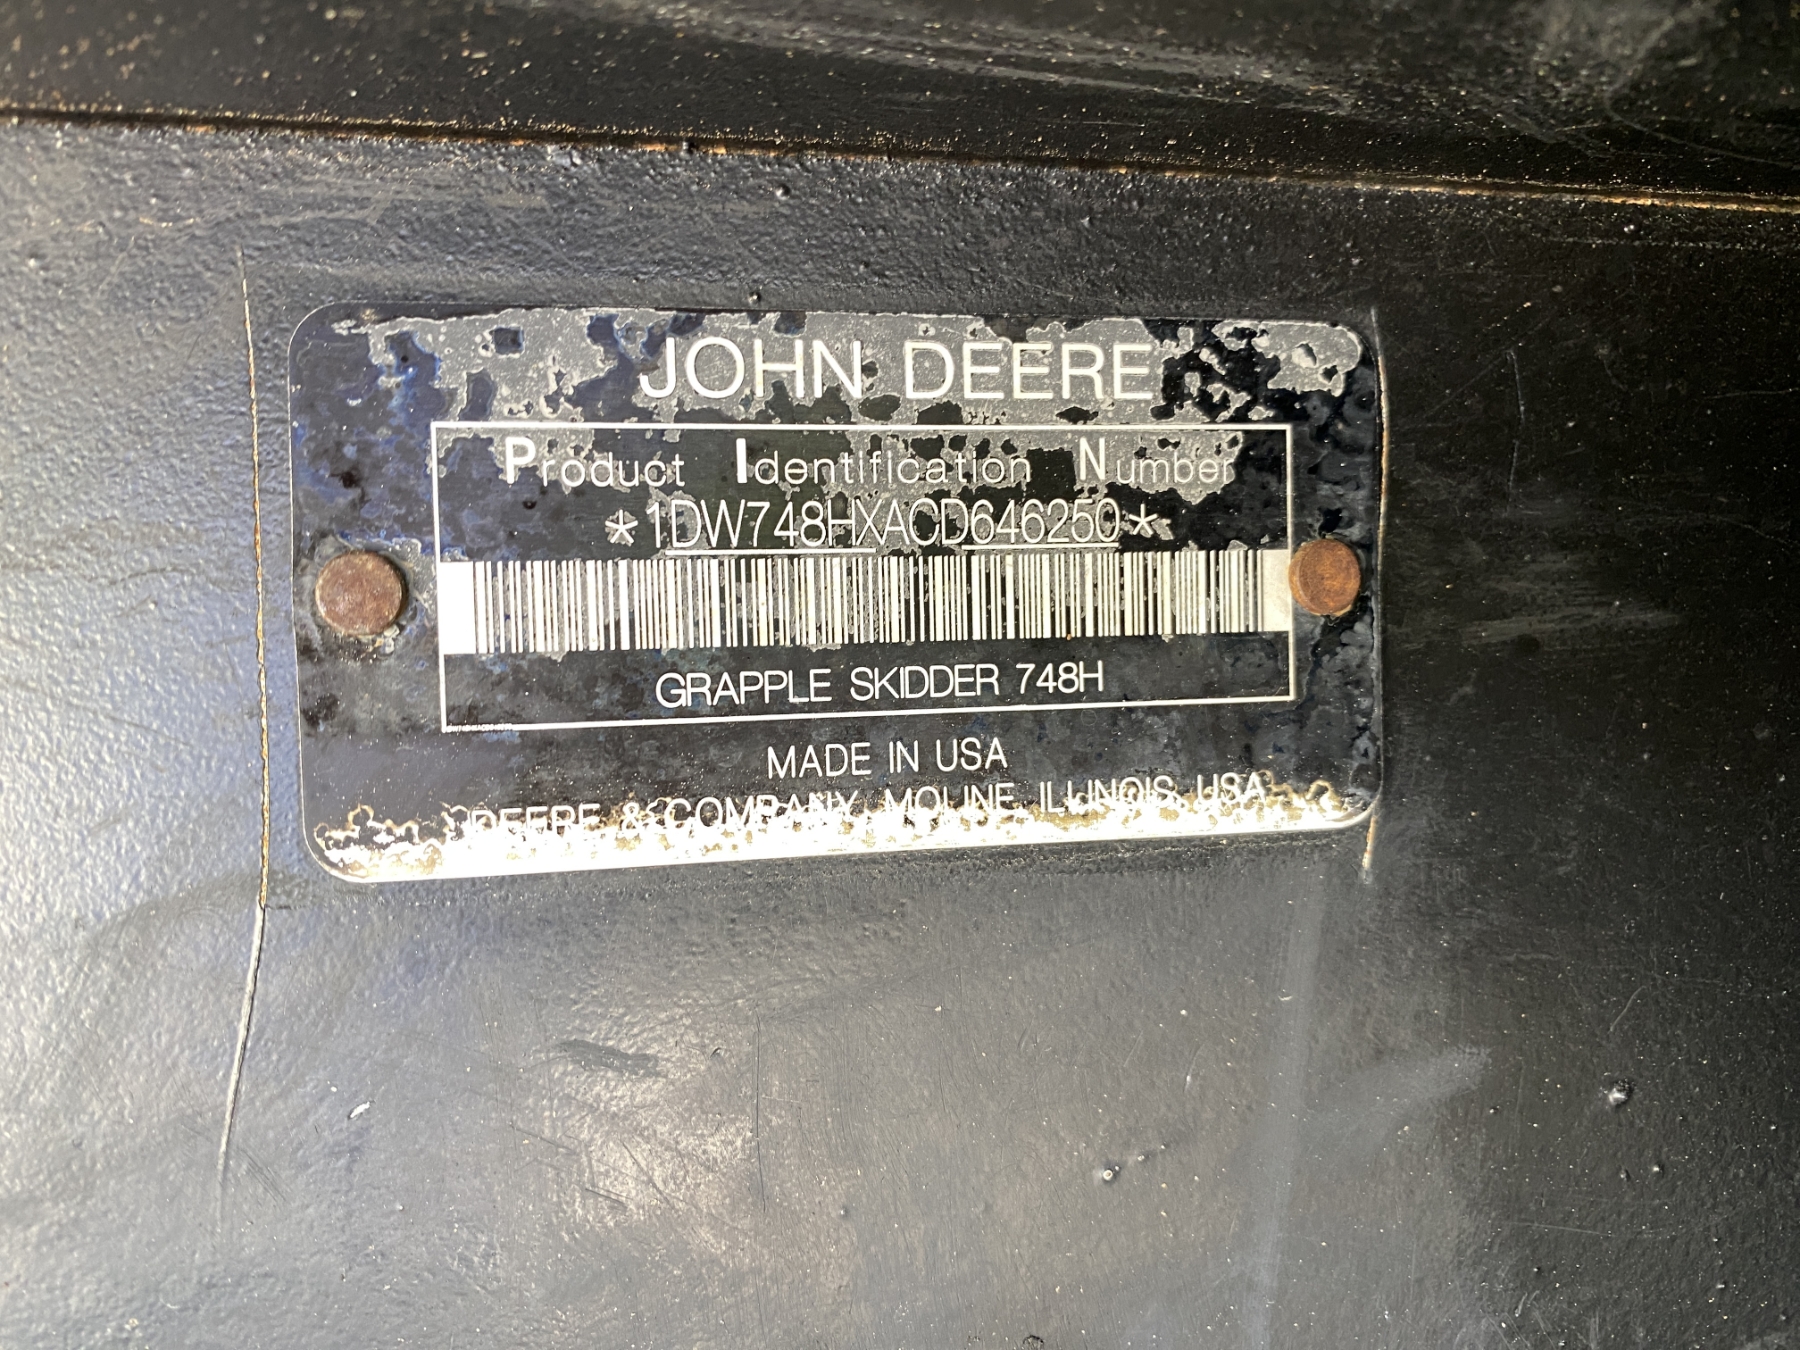 JOHN DEERE
Product Identification Number
*1DW748HXACD646250*
GRAPPLE SKIDDER 748H
MADE IN USA
DEERE & COMPANY MOLINE ILLINOIS USA